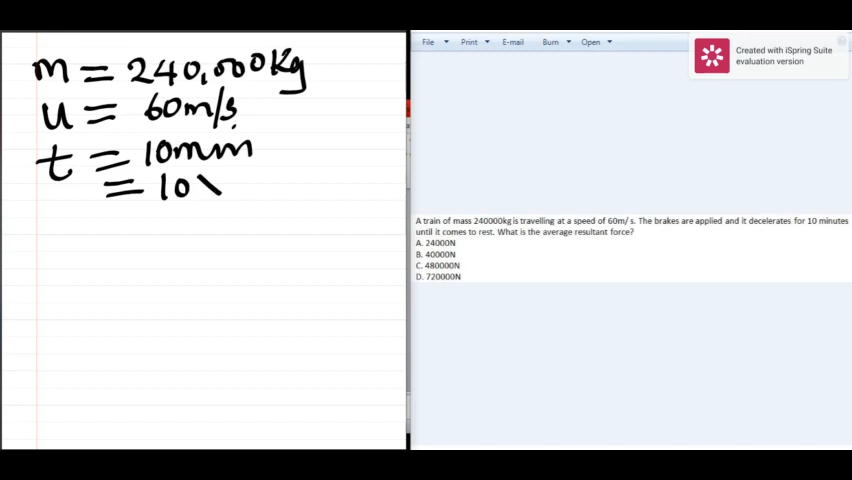 m = 240,000Kg
u = 60m/s
t = 10min
= 10
File Print E-mail Burn Open
Created with iSpring Suite
evaluation version
A train of mass 240000kg is travelling at a speed of 60m/s. The brakes are applied and it decelerates for 10 minutes
until it comes to rest. What is the average resultant force?
A. 24000N
B. 40000N
C. 480000N
D. 720000N